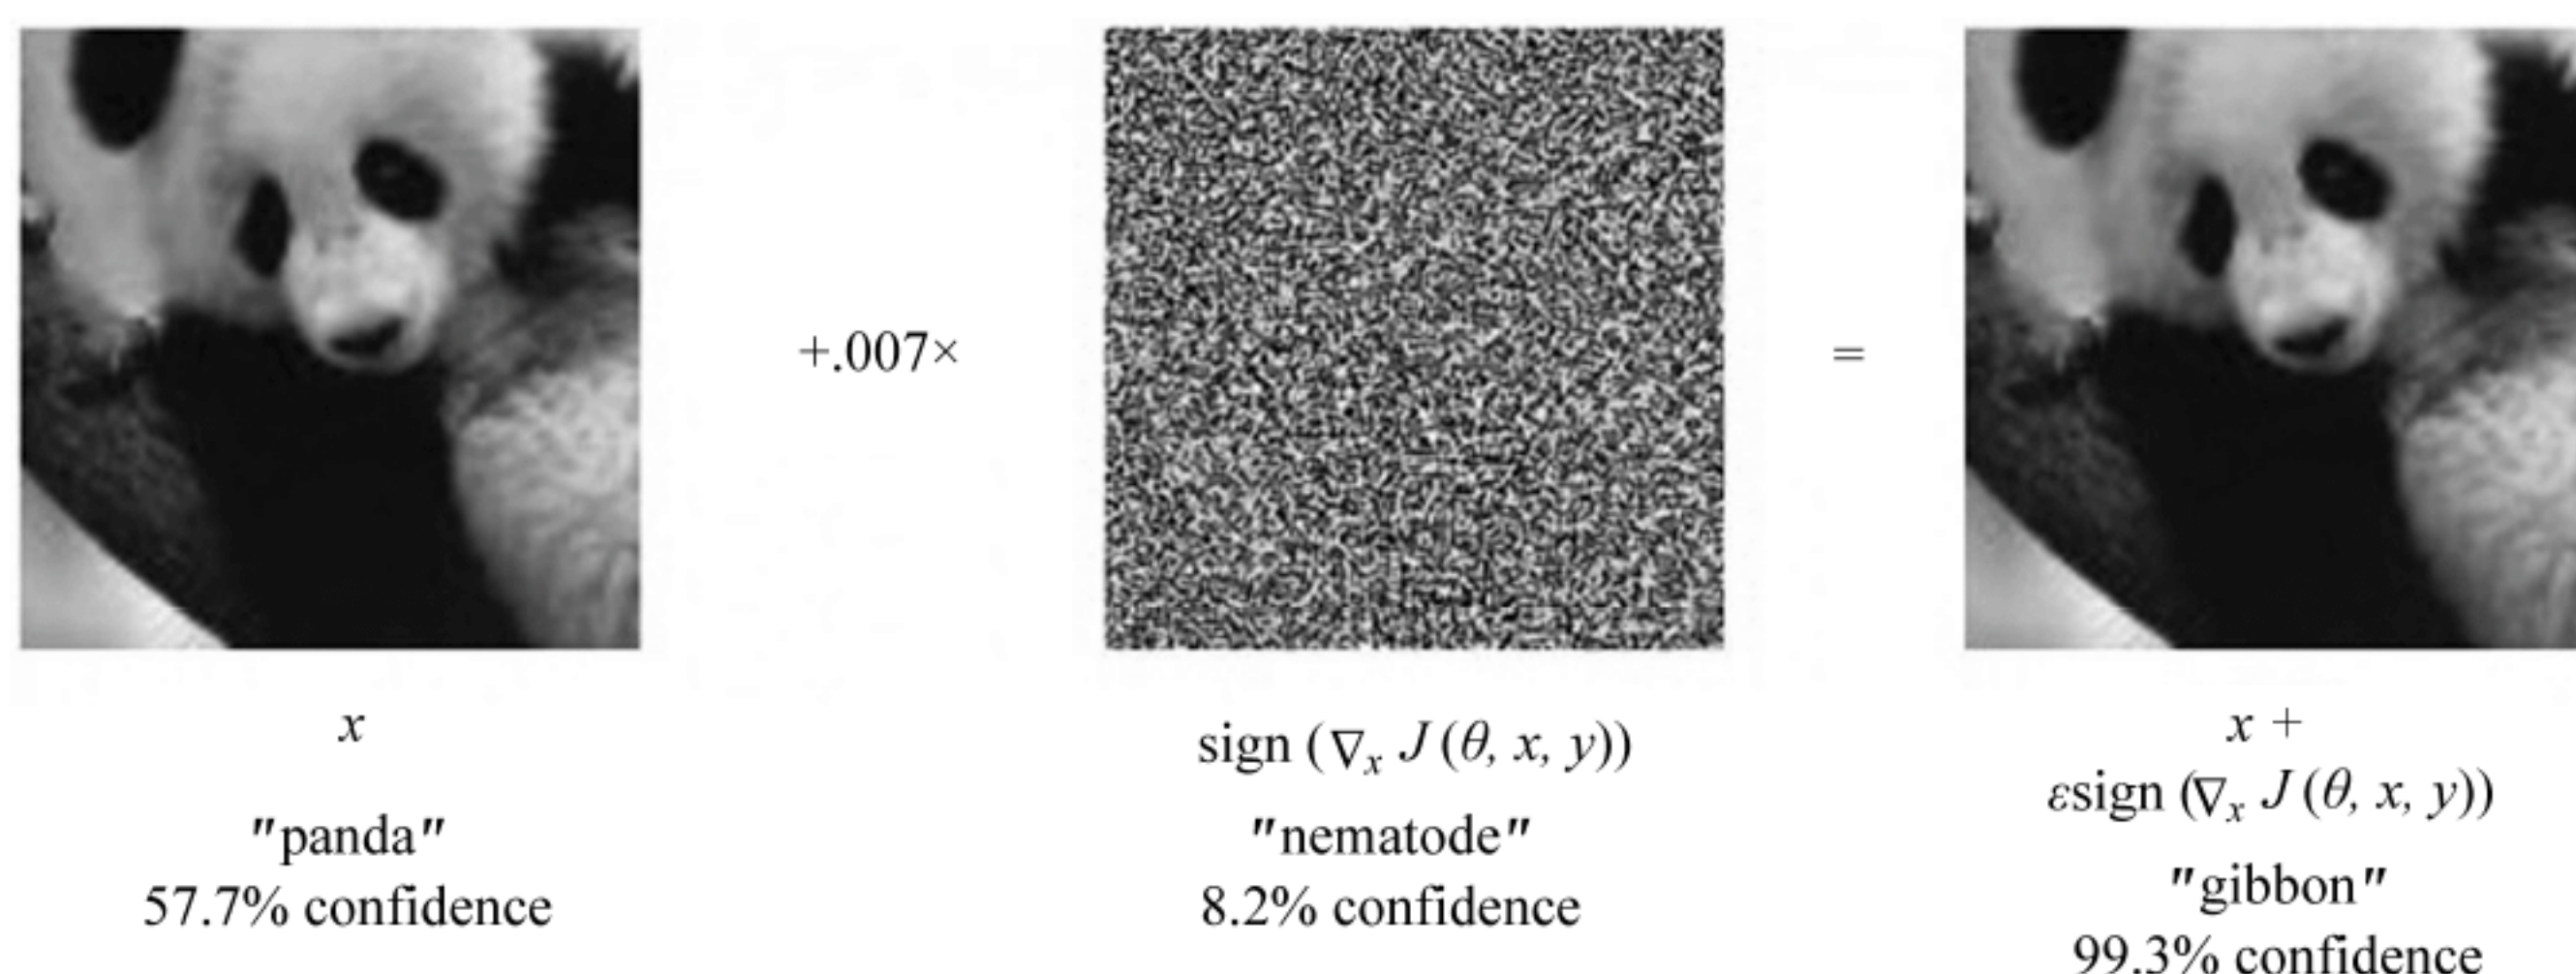 +.007×
=
x
"panda"
57.7% confidence
sign (∇ₓ J (θ, x, y))
"nematode"
8.2% confidence
x +
εsign (∇ₓ J (θ, x, y))
"gibbon"
99.3% confidence